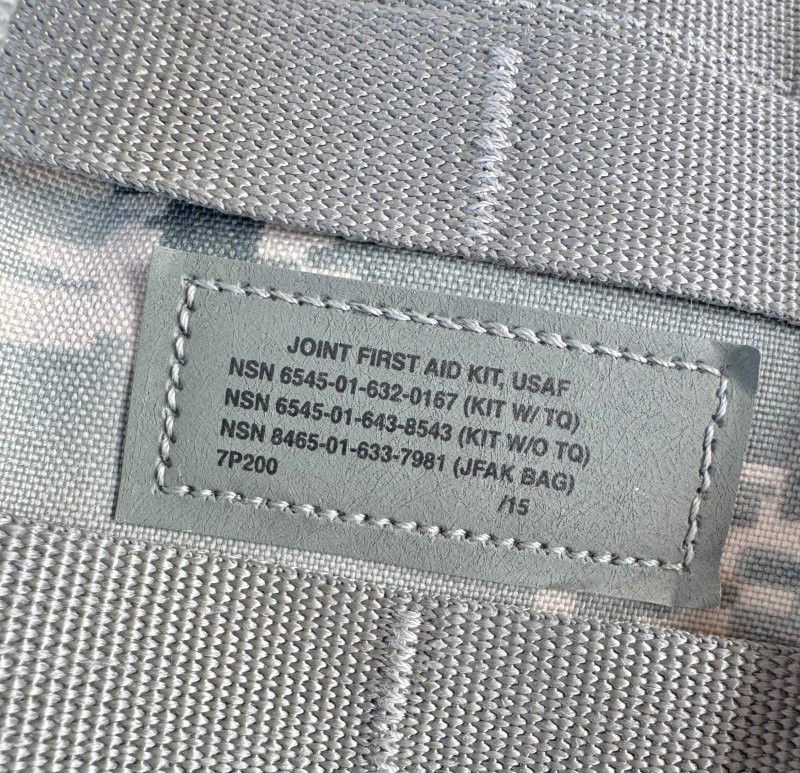 JOINT FIRST AID KIT, USAF
NSN 6545-01-632-0167 (KIT W/ TQ)
NSN 6545-01-643-8543 (KIT W/O TQ)
NSN 8465-01-633-7981 (JFAK BAG)
7P200
/15